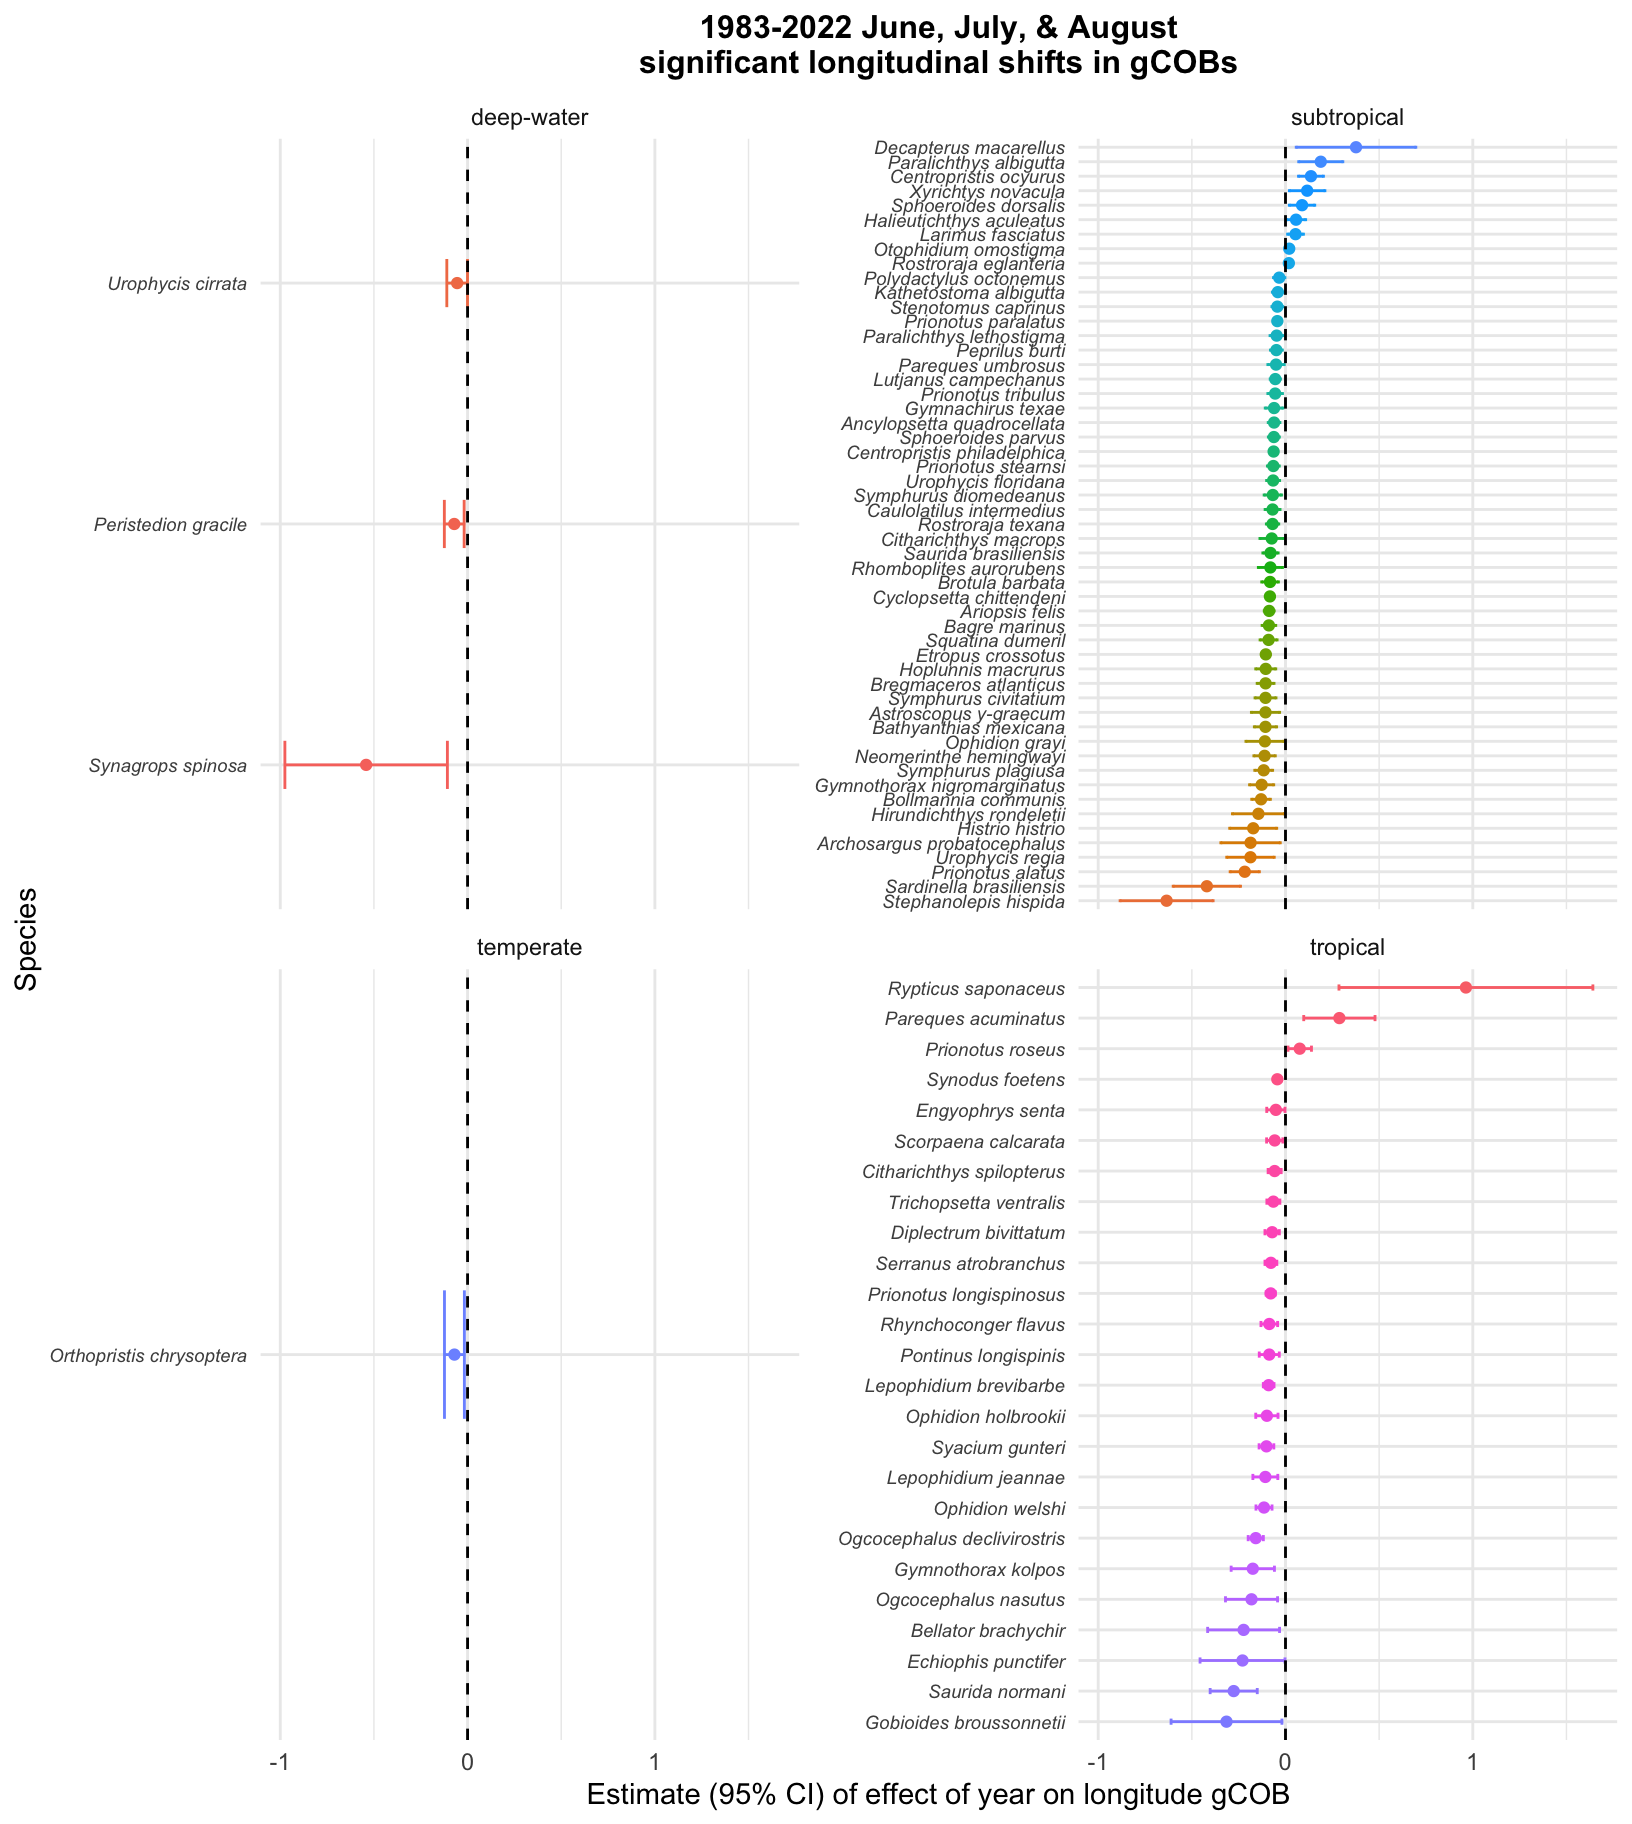 1983-2022 June, July, & August
significant longitudinal shifts in gCOBs
deep-water
Urophycis cirrata
Peristedion gracile
Synagrops spinosa
subtropical
Decapterus macarellus
Paralichthys albigutta
Centropristis ocyurus
Xyrichtys novacula
Sphoeroides dorsalis
Halieutichthys aculeatus
Larimus fasciatus
Otophidium omostigma
Rostroraja eglanteria
Polydactylus octonemus
Kathetostoma albigutta
Stenotomus caprinus
Prionotus paralatus
Paralichthys lethostigma
Peprilus burti
Pareques umbrosus
Lutjanus campechanus
Prionotus tribulus
Gymnachirus texae
Ancylopsetta quadrocellata
Sphoeroides parvus
Centropristis philadelphica
Prionotus stearnsi
Urophycis floridana
Symphurus diomedeanus
Caulolatilus intermedius
Rostroraja texana
Citharichthys macrops
Saurida brasiliensis
Rhomboplites aurorubens
Brotula barbata
Cyclopsetta chittendeni
Ariopsis felis
Bagre marinus
Squatina dumeril
Etropus crossotus
Hoplunnis macrurus
Bregmaceros atlanticus
Symphurus civitatium
Astroscopus y-graecum
Bathyanthias mexicana
Ophidion grayi
Neomerinthe hemingwayi
Symphurus plagiusa
Gymnothorax nigromarginatus
Bollmannia communis
Hirundichthys rondeletii
Histrio histrio
Archosargus probatocephalus
Urophycis regia
Prionotus alatus
Sardinella brasiliensis
Stephanolepis hispida
Species
temperate
Orthopristis chrysoptera
tropical
Rypticus saponaceus
Pareques acuminatus
Prionotus roseus
Synodus foetens
Engyophrys senta
Scorpaena calcarata
Citharichthys spilopterus
Trichopsetta ventralis
Diplectrum bivittatum
Serranus atrobranchus
Prionotus longispinosus
Rhynchoconger flavus
Pontinus longispinis
Lepophidium brevibarbe
Ophidion holbrookii
Syacium gunteri
Lepophidium jeannae
Ophidion welshi
Ogcocephalus declivirostris
Gymnothorax kolpos
Ogcocephalus nasutus
Bellator brachychir
Echiophis punctifer
Saurida normani
Gobioides broussonnetii
-1 0 1
-1 0 1
Estimate (95% CI) of effect of year on longitude gCOB